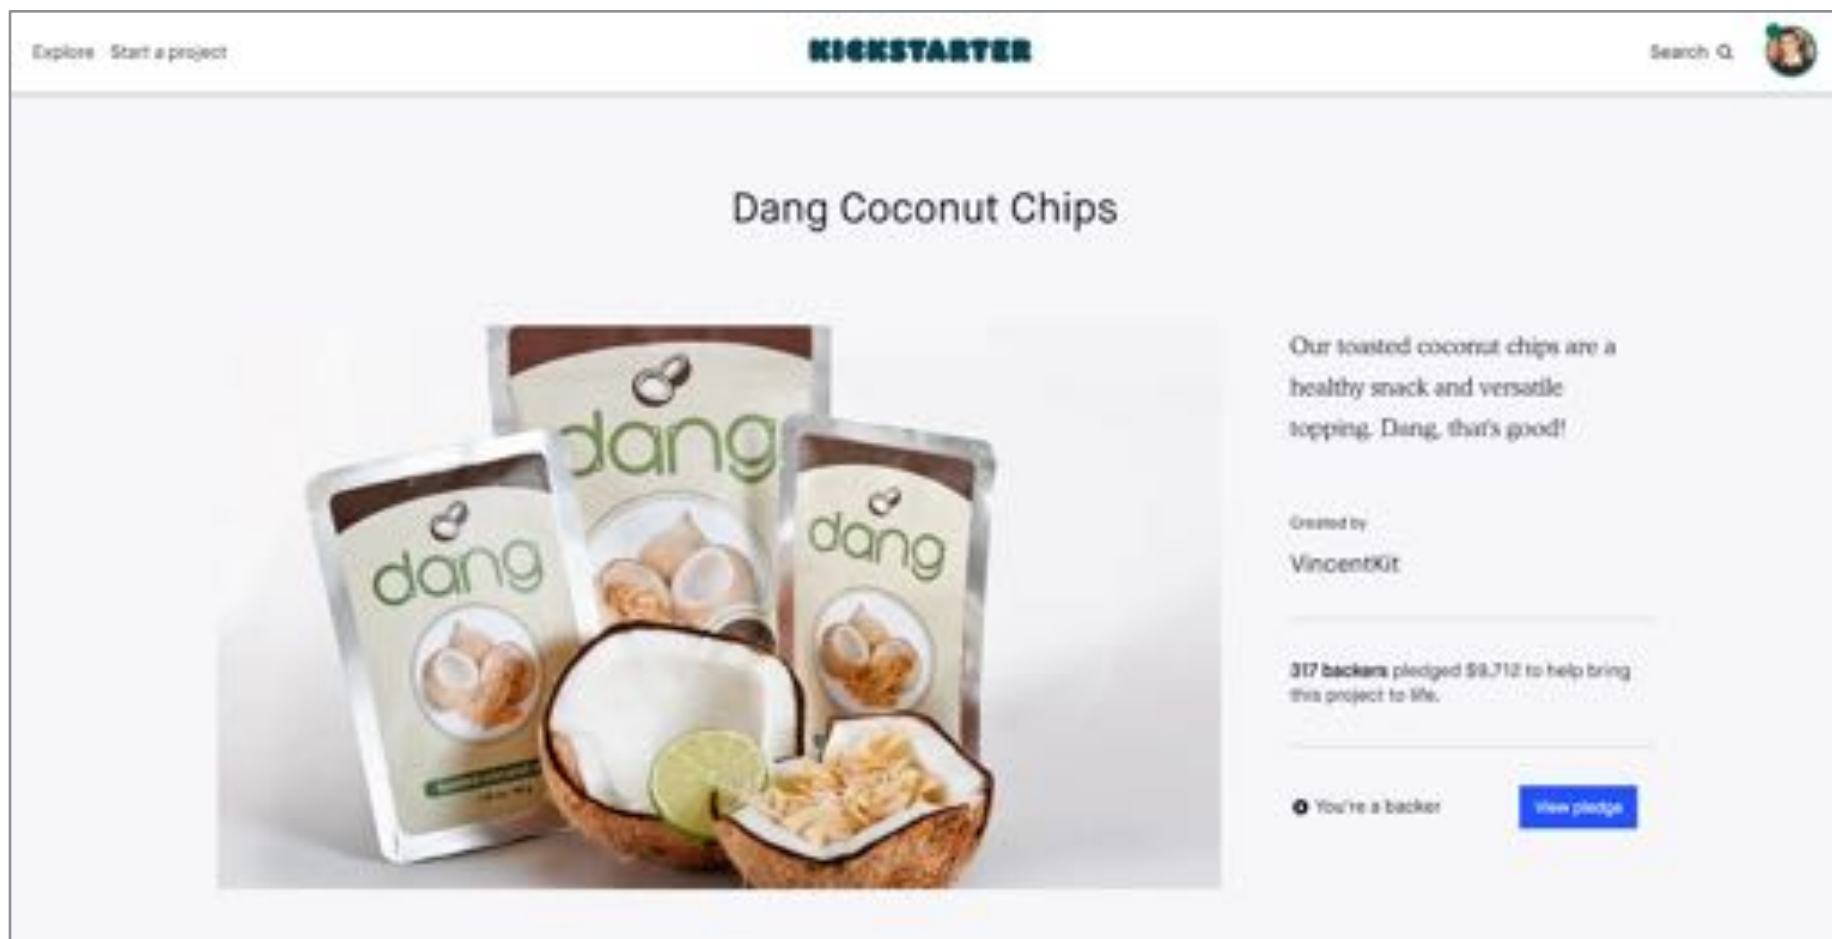 Explore Start a project
KICKSTARTER
Search
Dang Coconut Chips
dang
dang
dang
Our toasted coconut chips are a
healthy snack and versatile
topping. Dang, that's good!
Created by
VincentKit
317 backers pledged $9,712 to help bring
this project to life.
You're a backer
View pledge